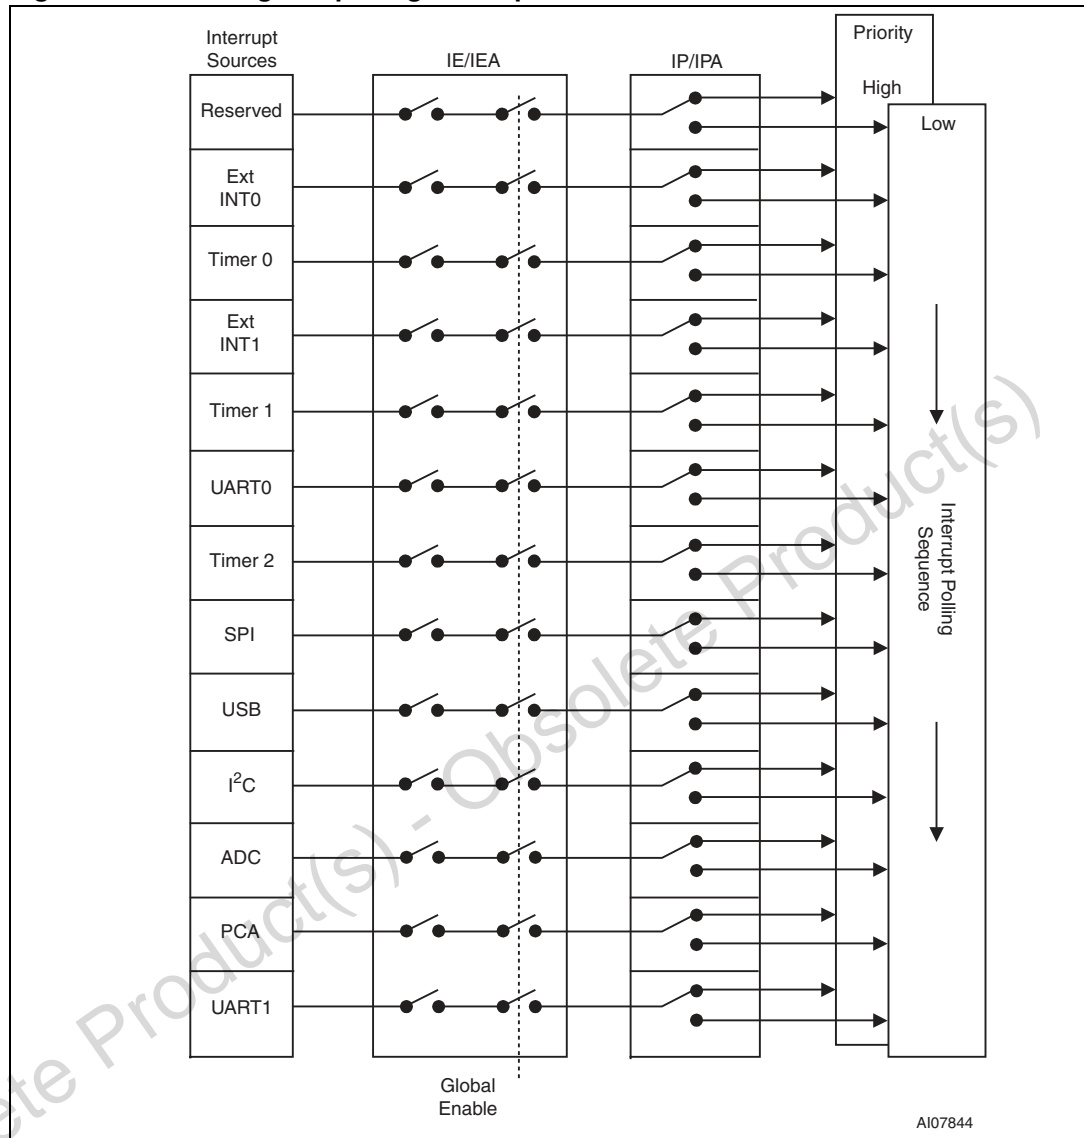 Interrupt
Sources
IE/IEA
IP/IPA
Priority
High
Low
Reserved
Ext
INT0
Timer 0
Ext
INT1
Timer 1
UART0
Timer 2
SPI
USB
I²C
ADC
PCA
UART1
Interrupt Polling
Sequence
Global
Enable
AI07844
ete Product(s) - Obsolete Product(s)